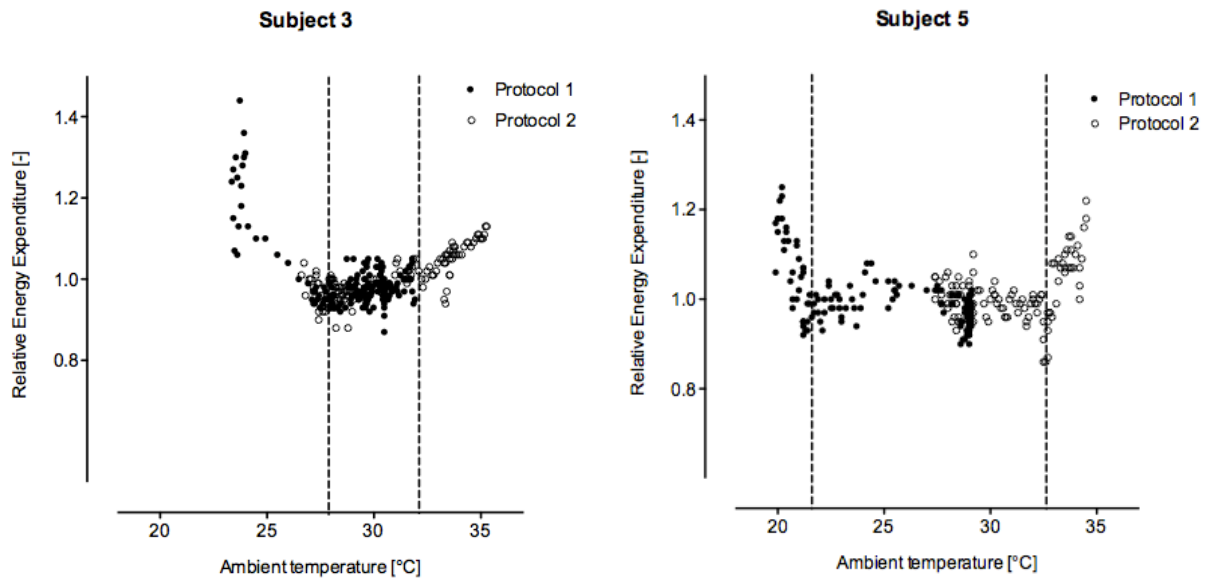 Subject 3
Protocol 1
Protocol 2
Relative Energy Expenditure [-]
1.4
1.2
1.0
0.8
20 25 30 35
Ambient temperature [°C]
Subject 5
Protocol 1
Protocol 2
Relative Energy Expenditure [-]
1.4
1.2
1.0
0.8
20 25 30 35
Ambient temperature [°C]